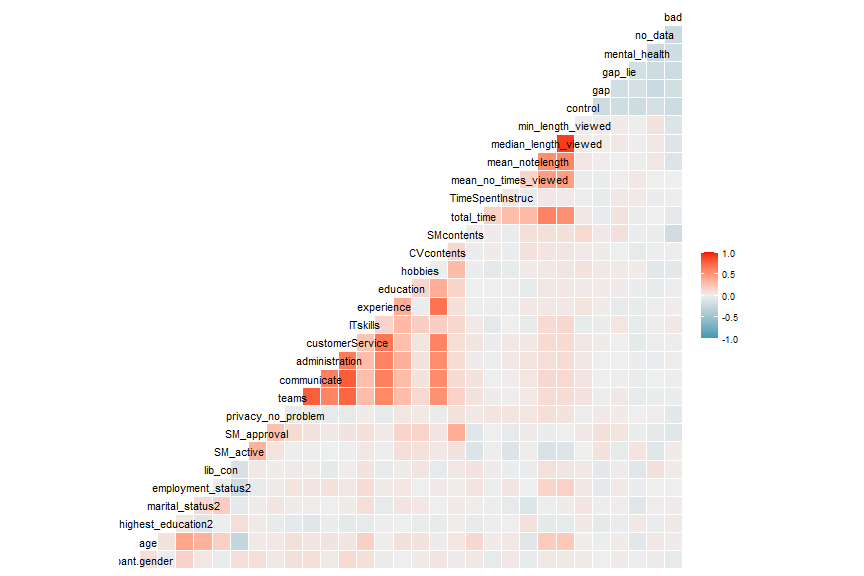 bad
no_data
mental_health
gap_lie
gap
control
min_length_viewed
median_length_viewed
mean_notelength
mean_no_times_viewed
TimeSpentInstruc
total_time
SMcontents
CVcontents
hobbies
education
experience
ITskills
customerService
administration
communicate
teams
privacy_no_problem
SM_approval
SM_active
lib_con
employment_status2
marital_status2
highest_education2
age
pant.gender
1.0
0.5
0.0
-0.5
-1.0